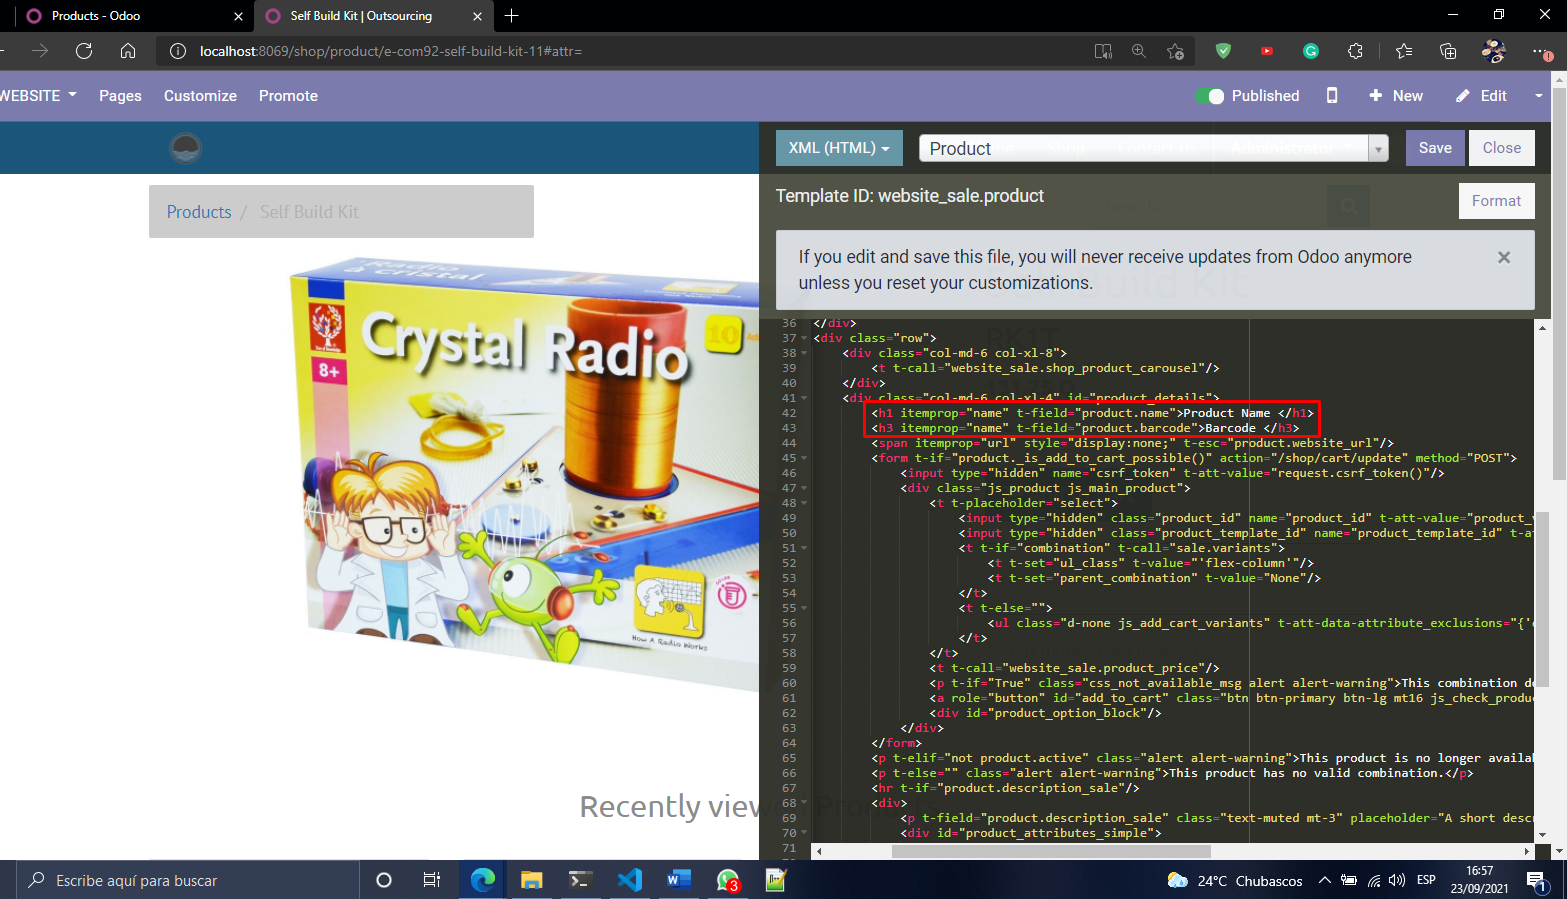 Products - Odoo
Self Build Kit | Outsourcing
localhost:8069/shop/product/e-com92-self-build-kit-11#attr=
WEBSITE
Pages
Customize
Promote
Published
New
Edit
XML (HTML)
Product
Save
Close
Template ID: website_sale.product
Format
Products / Self Build Kit
If you edit and save this file, you will never receive updates from Odoo anymore
unless you reset your customizations.
Radio
a cristal
Crystal Radio
10
8+
How A Radio Works
Recently viewed Products
36 </div>
37 <div class="row">
38 <div class="col-md-6 col-xl-8">
39 <t t-call="website_sale.shop_product_carousel"/>
40 </div>
41 <div class="col-md-6 col-xl-4" id="product_details">
42 <h1 itemprop="name" t-field="product.name">Product Name </h1>
43 <h3 itemprop="name" t-field="product.barcode">Barcode </h3>
44 <span itemprop="url" style="display:none;" t-esc="product.website_url"/>
45 <form t-if="product._is_add_to_cart_possible()" action="/shop/cart/update" method="POST">
46 <input type="hidden" name="csrf_token" t-att-value="request.csrf_token()"/>
47 <div class="js_product js_main_product">
48 <t t-placeholder="select">
49 <input type="hidden" class="product_id" name="product_id" t-att-value="product_v
50 <input type="hidden" class="product_template_id" name="product_template_id" t-at
51 <t t-if="combination" t-call="sale.variants">
52 <t t-set="ul_class" t-value="'flex-column'"/>
53 <t t-set="parent_combination" t-value="None"/>
54 </t>
55 <t t-else="">
56 <ul class="d-none js_add_cart_variants" t-att-data-attribute_exclusions="{'e
57 </t>
58 </t>
59 <t t-call="website_sale.product_price"/>
60 <p t-if="True" class="css_not_available_msg alert alert-warning">This combination do
61 <a role="button" id="add_to_cart" class="btn btn-primary btn-lg mt16 js_check_produc
62 <div id="product_option_block"/>
63 </div>
64 </form>
65 <p t-elif="not product.active" class="alert alert-warning">This product is no longer availab
66 <p t-else="" class="alert alert-warning">This product has no valid combination.</p>
67 <hr t-if="product.description_sale"/>
68 <div>
69 <p t-field="product.description_sale" class="text-muted mt-3" placeholder="A short descr
70 <div id="product_attributes_simple">
71
Escribe aquí para buscar
3
24°C Chubascos
ESP
16:57
23/09/2021
1